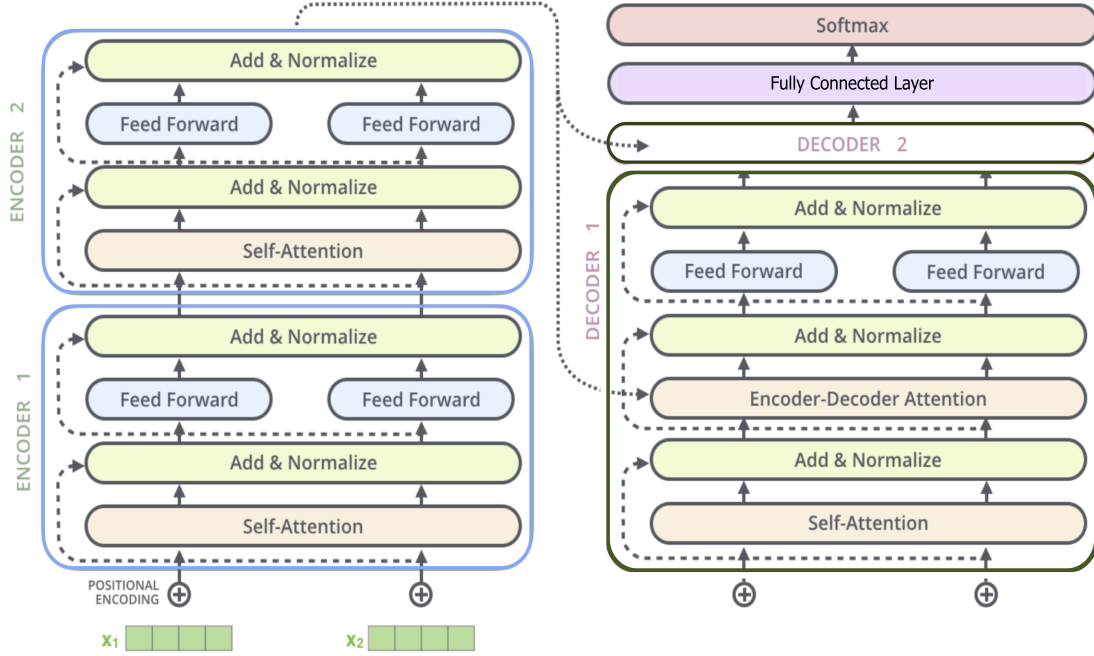 ENCODER 2
Add & Normalize
Feed Forward
Feed Forward
Add & Normalize
Self-Attention
ENCODER 1
Add & Normalize
Feed Forward
Feed Forward
Add & Normalize
Self-Attention
POSITIONAL
ENCODING
x1
x2
Softmax
Fully Connected Layer
DECODER 2
DECODER 1
Add & Normalize
Feed Forward
Feed Forward
Add & Normalize
Encoder-Decoder Attention
Add & Normalize
Self-Attention